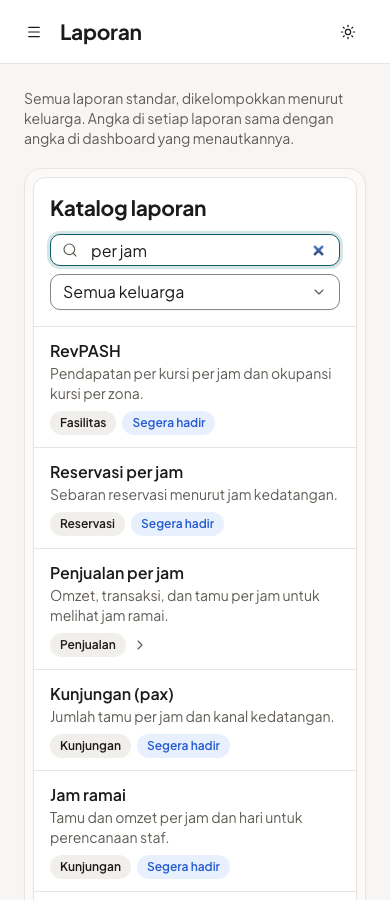 Laporan
Semua laporan standar, dikelompokkan menurut
keluarga. Angka di setiap laporan sama dengan
angka di dashboard yang menautkannya.
Katalog laporan
per jam
Semua keluarga
RevPASH
Pendapatan per kursi per jam dan okupansi
kursi per zona.
Fasilitas Segera hadir
Reservasi per jam
Sebaran reservasi menurut jam kedatangan.
Reservasi Segera hadir
Penjualan per jam
Omzet, transaksi, dan tamu per jam untuk
melihat jam ramai.
Penjualan
Kunjungan (pax)
Jumlah tamu per jam dan kanal kedatangan.
Kunjungan Segera hadir
Jam ramai
Tamu dan omzet per jam dan hari untuk
perencanaan staf.
Kunjungan Segera hadir